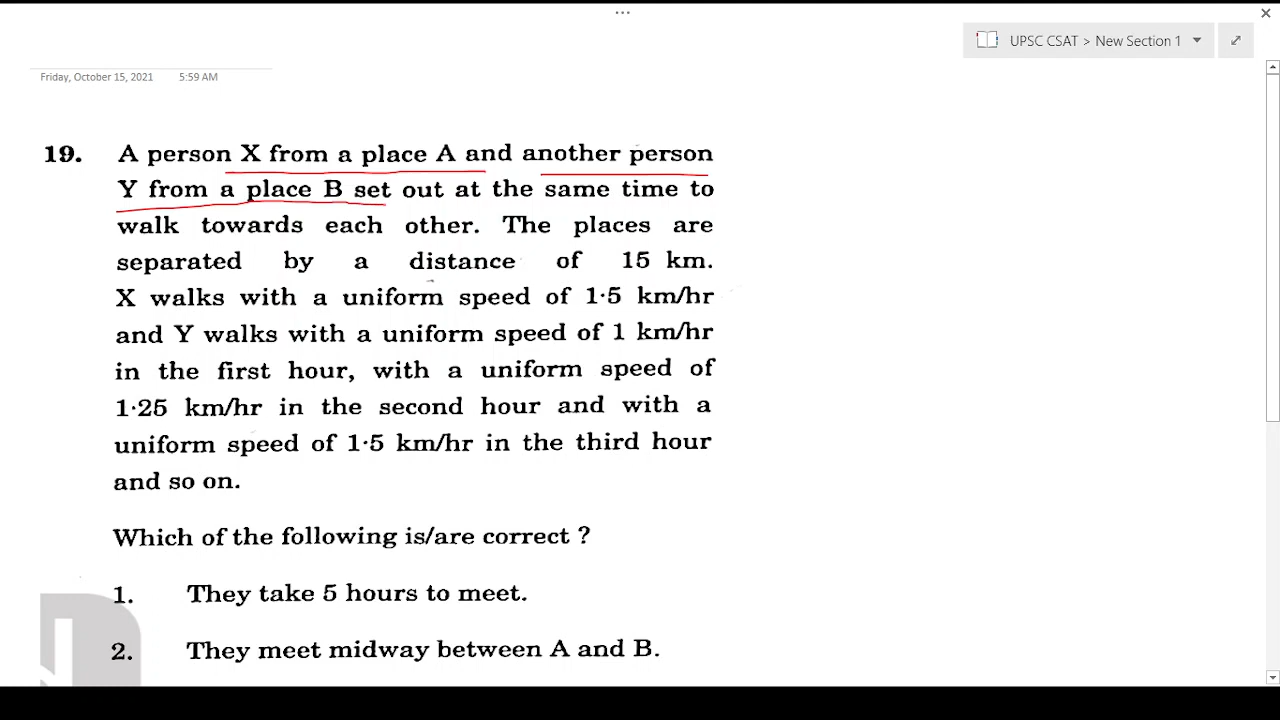 ...
UPSC CSAT > New Section 1
Friday, October 15, 2021 5:59 AM
19. A person X from a place A and another person
Y from a place B set out at the same time to
walk towards each other. The places are
separated by a distance of 15 km.
X walks with a uniform speed of 1·5 km/hr
and Y walks with a uniform speed of 1 km/hr
in the first hour, with a uniform speed of
1·25 km/hr in the second hour and with a
uniform speed of 1·5 km/hr in the third hour
and so on.
Which of the following is/are correct ?
1. They take 5 hours to meet.
2. They meet midway between A and B.